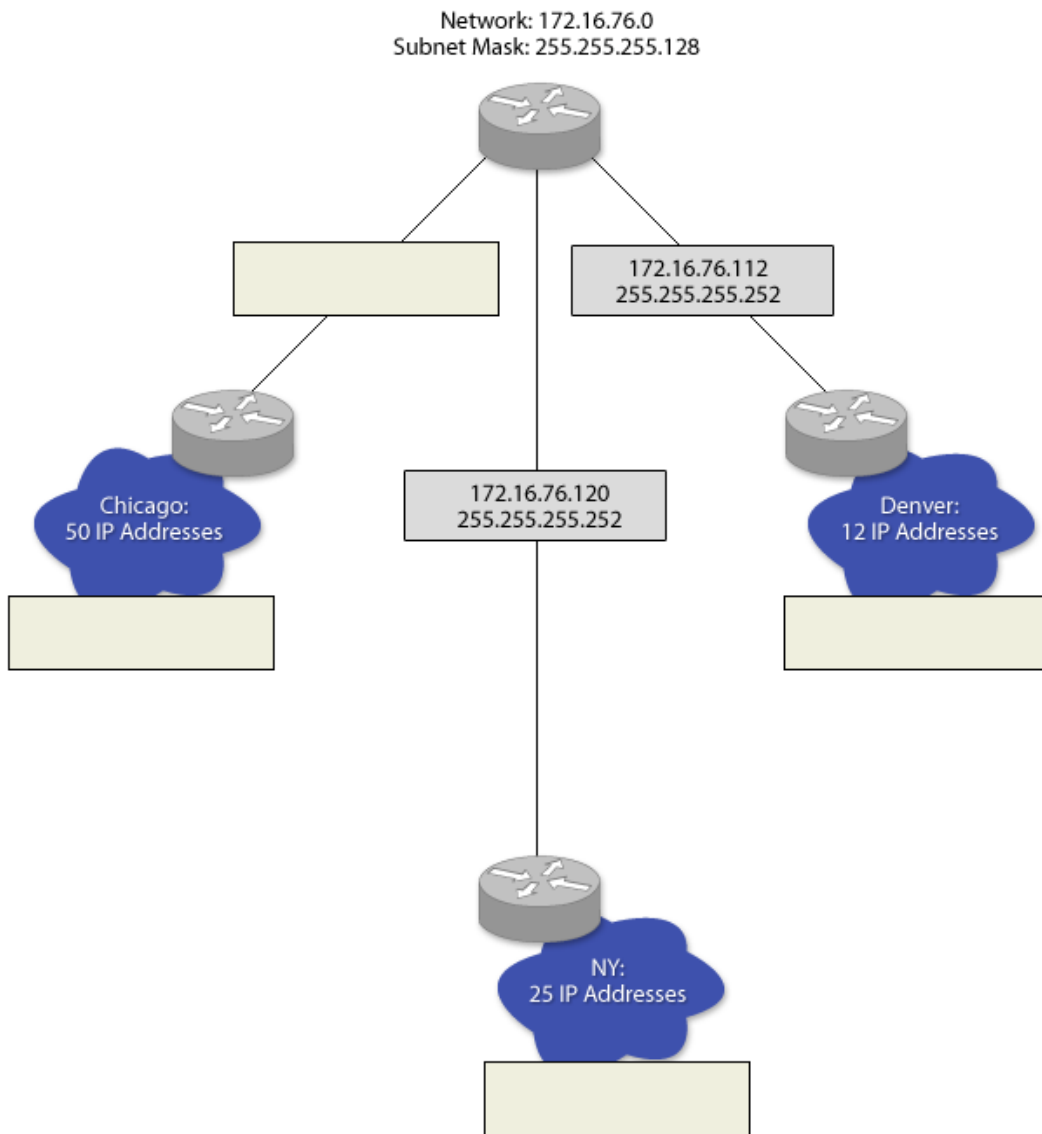 Network: 172.16.76.0
Subnet Mask: 255.255.255.128
172.16.76.112
255.255.255.252
172.16.76.120
255.255.255.252
Chicago:
50 IP Addresses
Denver:
12 IP Addresses
NY:
25 IP Addresses